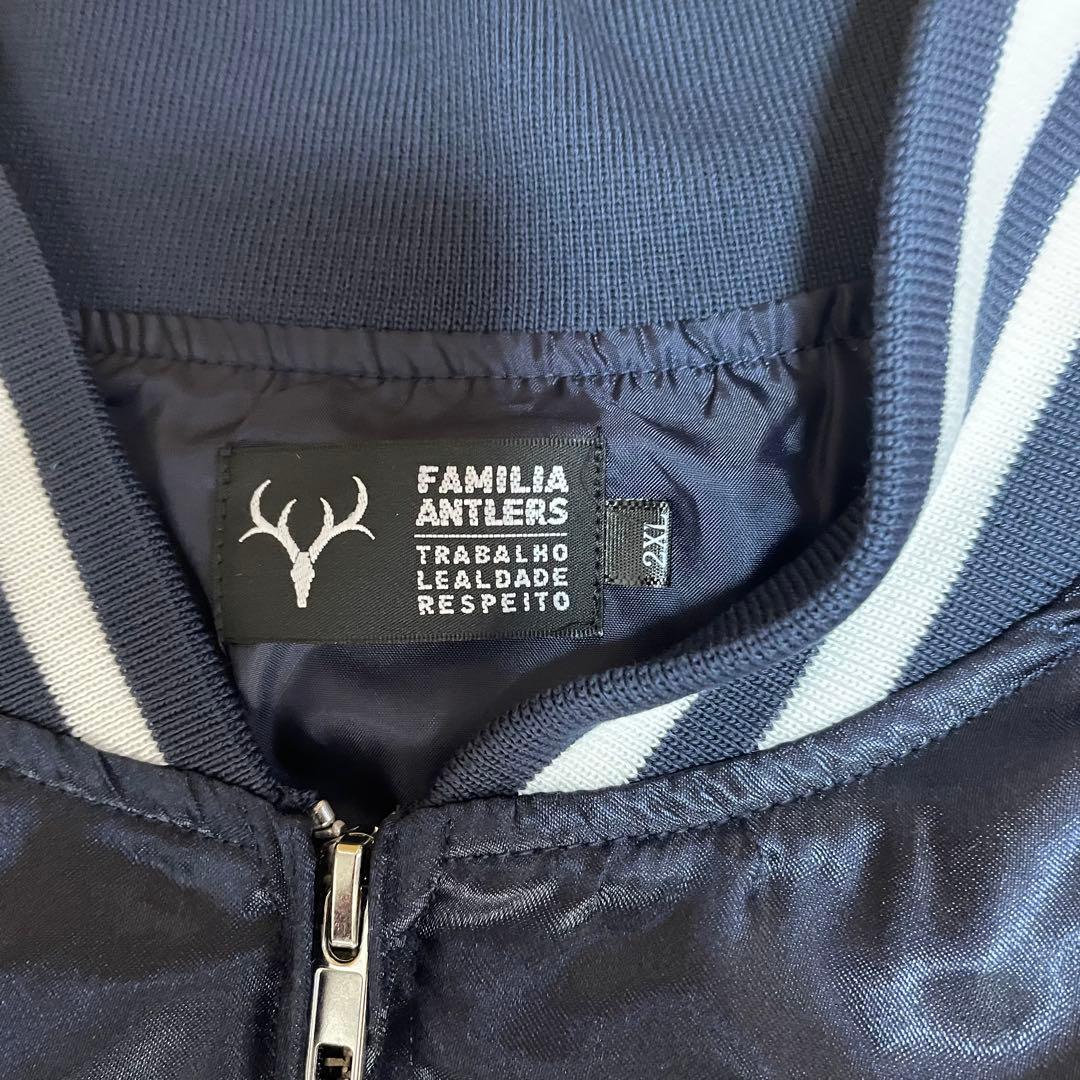 FAMILIA
ANTLERS
TRABALHO
LEALDADE
RESPEITO
2XL